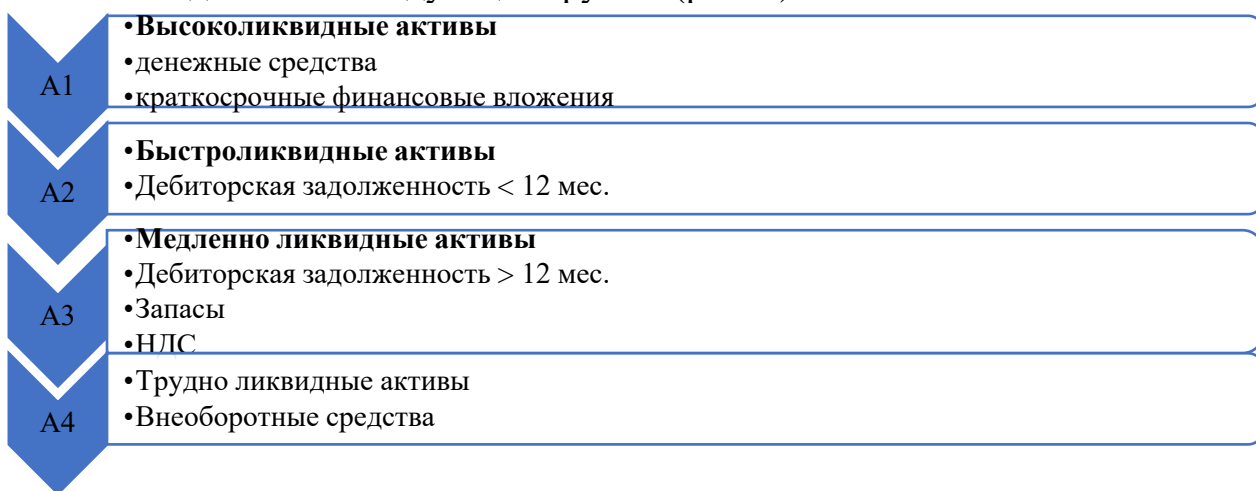 •Высоколиквидные активы
•денежные средства
А1
•краткосрочные финансовые вложения
•Быстроликвидные активы
А2
•Дебиторская задолженность < 12 мес.
•Медленно ликвидные активы
•Дебиторская задолженность > 12 мес.
А3
•Запасы
•НДС
•Трудно ликвидные активы
А4
•Внеоборотные средства